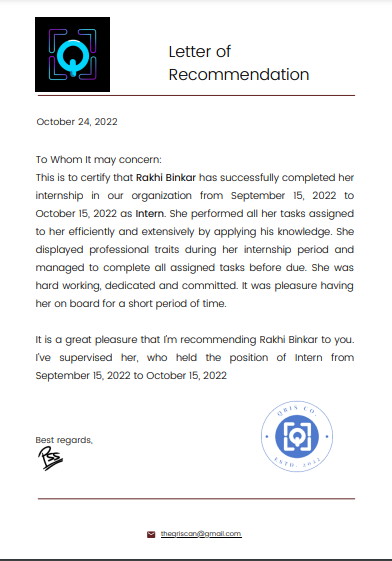 Letter of
Recommendation
October 24, 2022
To Whom It may concern:
This is to certify that Rakhi Binkar has successfully completed her
internship in our organization from September 15, 2022 to
October 15, 2022 as Intern. She performed all her tasks assigned
to her efficiently and extensively by applying his knowledge. She
displayed professional traits during her internship period and
managed to complete all assigned tasks before due. She was
hard working, dedicated and committed. It was pleasure having
her on board for a short period of time.
It is a great pleasure that I'm recommending Rakhi Binkar to you.
I've supervised her, who held the position of Intern from
September 15, 2022 to October 15, 2022
QRIS CO.
ESTD. 2022
Best regards,
theqriscan@gmail.com